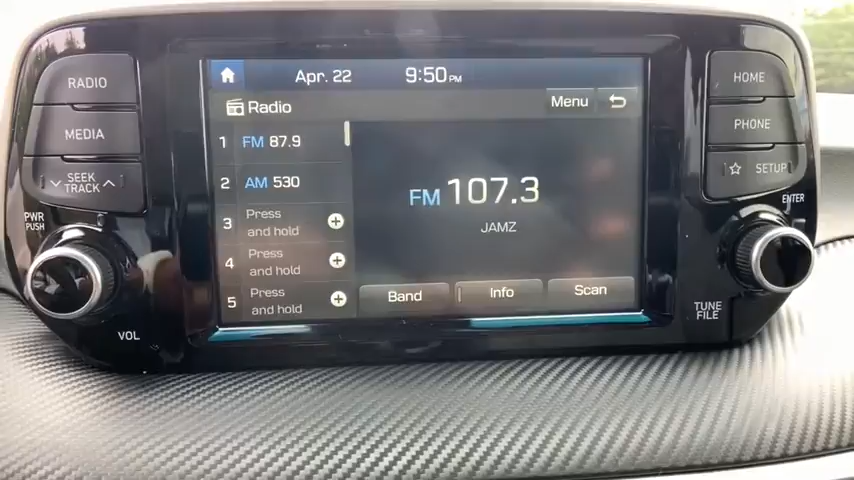 RADIO
MEDIA
SEEK
TRACK
PWR
PUSH
VOL
Apr. 22 9:50 PM
Radio Menu
1 FM 87.9
2 AM 530
3 Press
and hold
4 Press
and hold
5 Press
and hold
FM 107.3
JAMZ
Band Info Scan
HOME
PHONE
SETUP
ENTER
TUNE
FILE